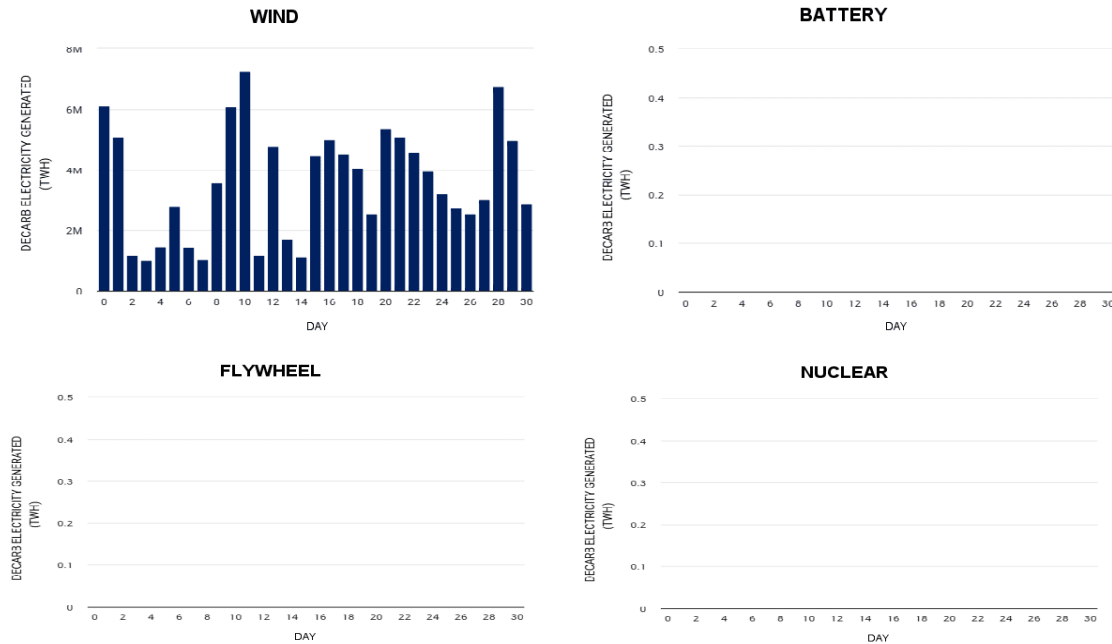 WIND
DECARB ELECTRICITY GENERATED
(TWH)
8M
6M
4M
2M
0
0 2 4 6 8 10 12 14 16 18 20 22 24 26 28 30
DAY
BATTERY
DECARB ELECTRICITY GENERATED
(TWH)
0.5
0.4
0.3
0.2
0.1
0
0 2 4 6 8 10 12 14 16 18 20 22 24 26 28 30
DAY
FLYWHEEL
DECARB ELECTRICITY GENERATED
(TWH)
0.5
0.4
0.3
0.2
0.1
0
0 2 4 6 8 10 12 14 16 18 20 22 24 26 28 30
DAY
NUCLEAR
DECARB ELECTRICITY GENERATED
(TWH)
0.5
0.4
0.3
0.2
0.1
0
0 2 4 6 8 10 12 14 16 18 20 22 24 26 28 30
DAY